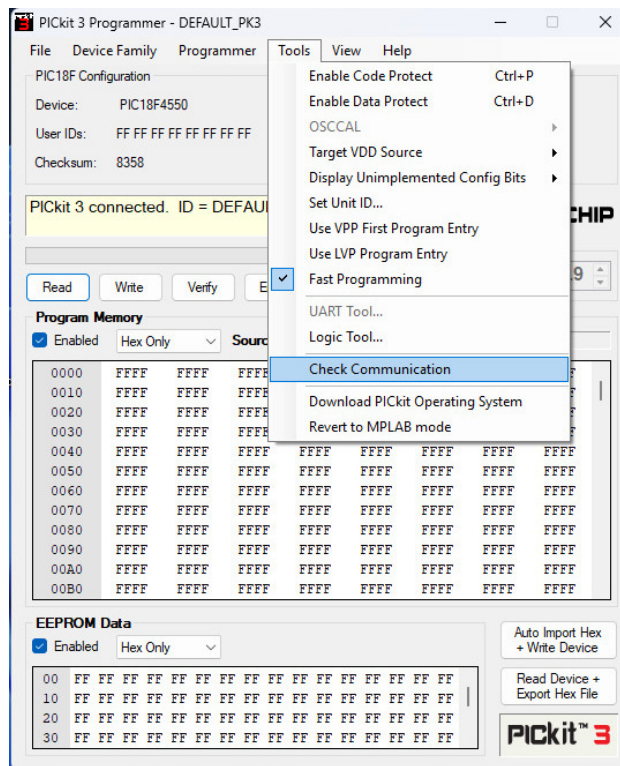 PICkit 3 Programmer - DEFAULT_PK3
File Device Family Programmer Tools View Help
PIC18F Configuration
Device: PIC18F4550
User IDs: FF FF FF FF FF FF FF FF
Checksum: 8358
PICkit 3 connected. ID = DEFAU
CHIP
Read Write Verify E
9
Enable Code Protect Ctrl+P
Enable Data Protect Ctrl+D
OSCCAL
Target VDD Source
Display Unimplemented Config Bits
Set Unit ID...
Use VPP First Program Entry
Use LVP Program Entry
Fast Programming
UART Tool...
Logic Tool...
Check Communication
Download PICkit Operating System
Revert to MPLAB mode
Program Memory
Enabled Hex Only Sourc
0000 FFFF FFFF FFFF
0010 FFFF FFFF FFFF
0020 FFFF FFFF FFFF
0030 FFFF FFFF FFFF
0040 FFFF FFFF FFFF FFFF FFFF FFFF FFFF FFFF
0050 FFFF FFFF FFFF FFFF FFFF FFFF FFFF FFFF
0060 FFFF FFFF FFFF FFFF FFFF FFFF FFFF FFFF
0070 FFFF FFFF FFFF FFFF FFFF FFFF FFFF FFFF
0080 FFFF FFFF FFFF FFFF FFFF FFFF FFFF FFFF
0090 FFFF FFFF FFFF FFFF FFFF FFFF FFFF FFFF
00A0 FFFF FFFF FFFF FFFF FFFF FFFF FFFF FFFF
00B0 FFFF FFFF FFFF FFFF FFFF FFFF FFFF FFFF
EEPROM Data
Enabled Hex Only
00 FF FF FF FF FF FF FF FF FF FF FF FF FF FF FF FF
10 FF FF FF FF FF FF FF FF FF FF FF FF FF FF FF FF
20 FF FF FF FF FF FF FF FF FF FF FF FF FF FF FF FF
30 FF FF FF FF FF FF FF FF FF FF FF FF FF FF FF FF
Auto Import Hex
+ Write Device
Read Device +
Export Hex File
PICkit™ 3